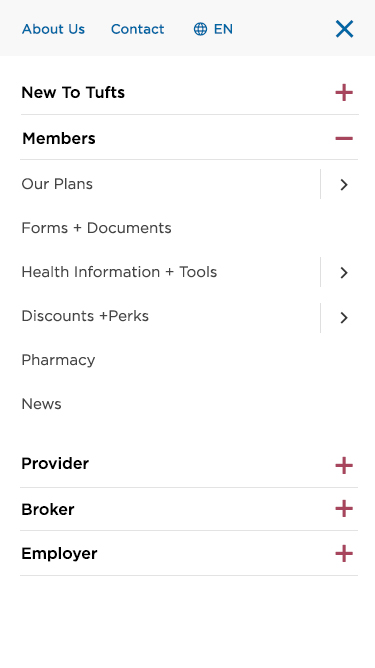 About Us Contact EN
New To Tufts
Members
Our Plans
Forms + Documents
Health Information + Tools
Discounts +Perks
Pharmacy
News
Provider
Broker
Employer